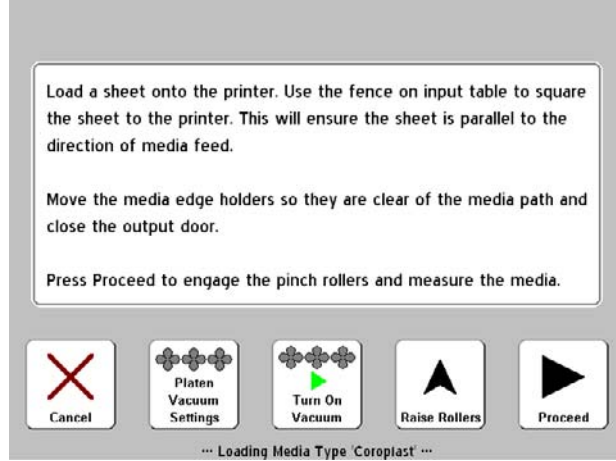 Load a sheet onto the printer. Use the fence on input table to square
the sheet to the printer. This will ensure the sheet is parallel to the
direction of media feed.
Move the media edge holders so they are clear of the media path and
close the output door.
Press Proceed to engage the pinch rollers and measure the media.
Cancel
Platen
Vacuum
Settings
Turn On
Vacuum
Raise Rollers
Proceed
··· Loading Media Type 'Coroplast' ···